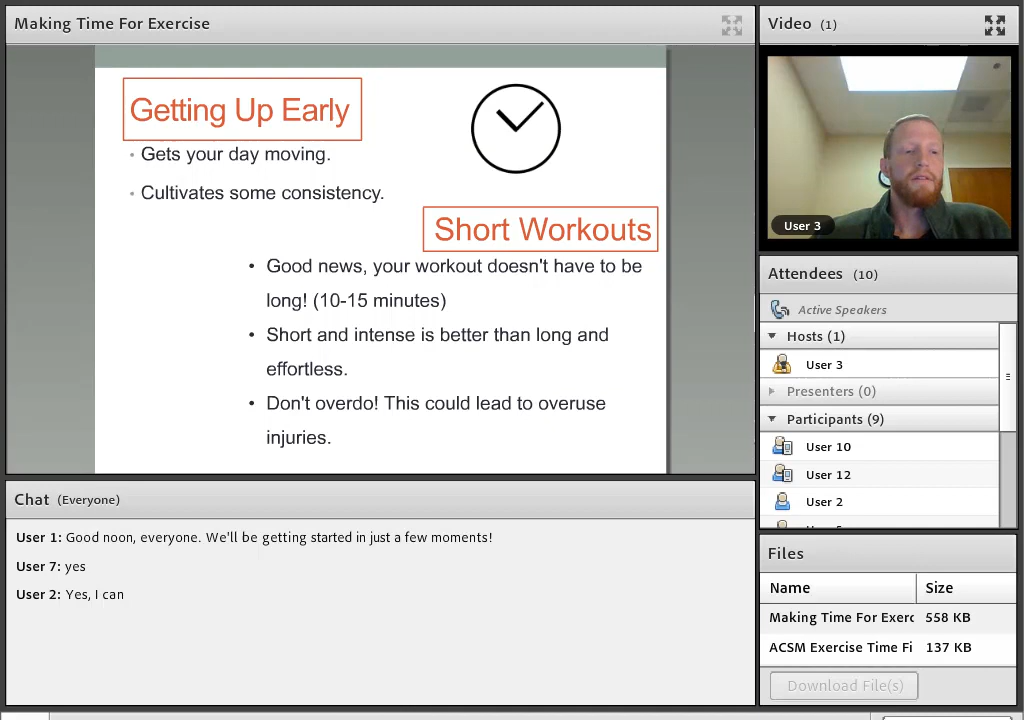 Making Time For Exercise
Getting Up Early
• Gets your day moving.
• Cultivates some consistency.
Short Workouts
• Good news, your workout doesn't have to be
long! (10-15 minutes)
• Short and intense is better than long and
effortless.
• Don't overdo! This could lead to overuse
injuries.
Chat (Everyone)
User 1: Good noon, everyone. We'll be getting started in just a few moments!
User 7: yes
User 2: Yes, I can
Video (1)
User 3
Attendees (10)
Active Speakers
Hosts (1)
User 3
Presenters (0)
Participants (9)
User 10
User 12
User 2
Files
Name Size
Making Time For Exerc 558 KB
ACSM Exercise Time Fi 137 KB
Download File(s)